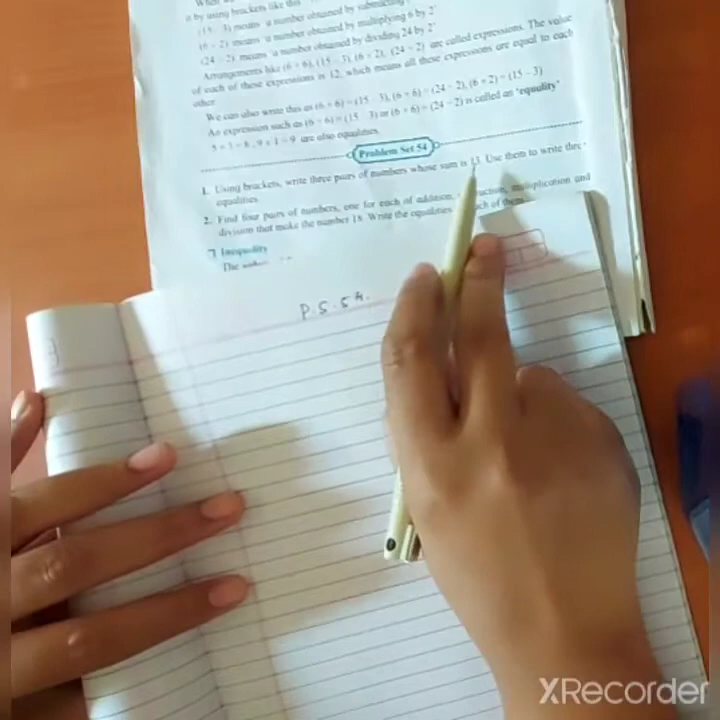 it by using brackets like this
(15 - 3) means 'a number obtained by subtracting
(6 × 2) means 'a number obtained by multiplying 6 by 2'
(24 ÷ 2) means 'a number obtained by dividing 24 by 2'
Arrangements like (6 + 6), (15 - 3), (6 × 2), (24 ÷ 2) are called expressions. The value
of each of these expressions is 12, which means all these expressions are equal to each
other.
We can also write this as (6 + 6) = (15 - 3), (6 + 6) = (24 ÷ 2), (6 × 2) = (15 - 3)
An expression such as (6 + 6) = (15 - 3) or (6 + 6) = (24 ÷ 2) is called an 'equality'
are also equalities.
Problem Set 54
1. Using brackets, write three pairs of numbers whose sum is 13. Use them to write
equalities.
2. Find four pairs of numbers, one for each of addition, multiplication and
division that make the number 18. Write the equalities each of them
Inequality
The
P.S.54.
XRecorder